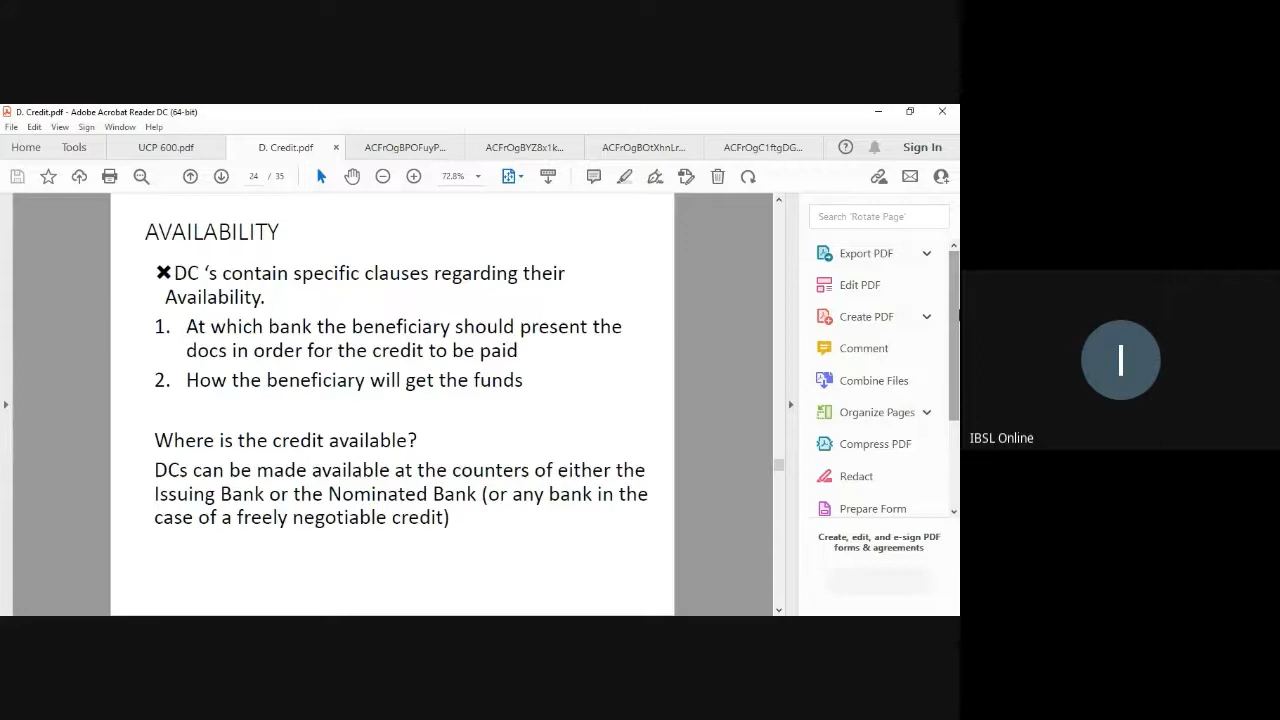 D. Credit.pdf - Adobe Acrobat Reader DC (64-bit)
File Edit View Sign Window Help
Home Tools UCP 600.pdf D. Credit.pdf × ACFrOgBPOFuyP... ACFrOgBYZ8x1k... ACFrOgBOtXhnLr... ACFrOgC1ftgDG... Sign In
24 / 35 72.8%
AVAILABILITY
✖DC ‘s contain specific clauses regarding their
Availability.
1. At which bank the beneficiary should present the
docs in order for the credit to be paid
2. How the beneficiary will get the funds
Where is the credit available?
DCs can be made available at the counters of either the
Issuing Bank or the Nominated Bank (or any bank in the
case of a freely negotiable credit)
Search 'Rotate Page'
Export PDF
Edit PDF
Create PDF
Comment
Combine Files
Organize Pages
Compress PDF
Redact
Prepare Form
Create, edit, and e-sign PDF
forms & agreements
I
IBSL Online